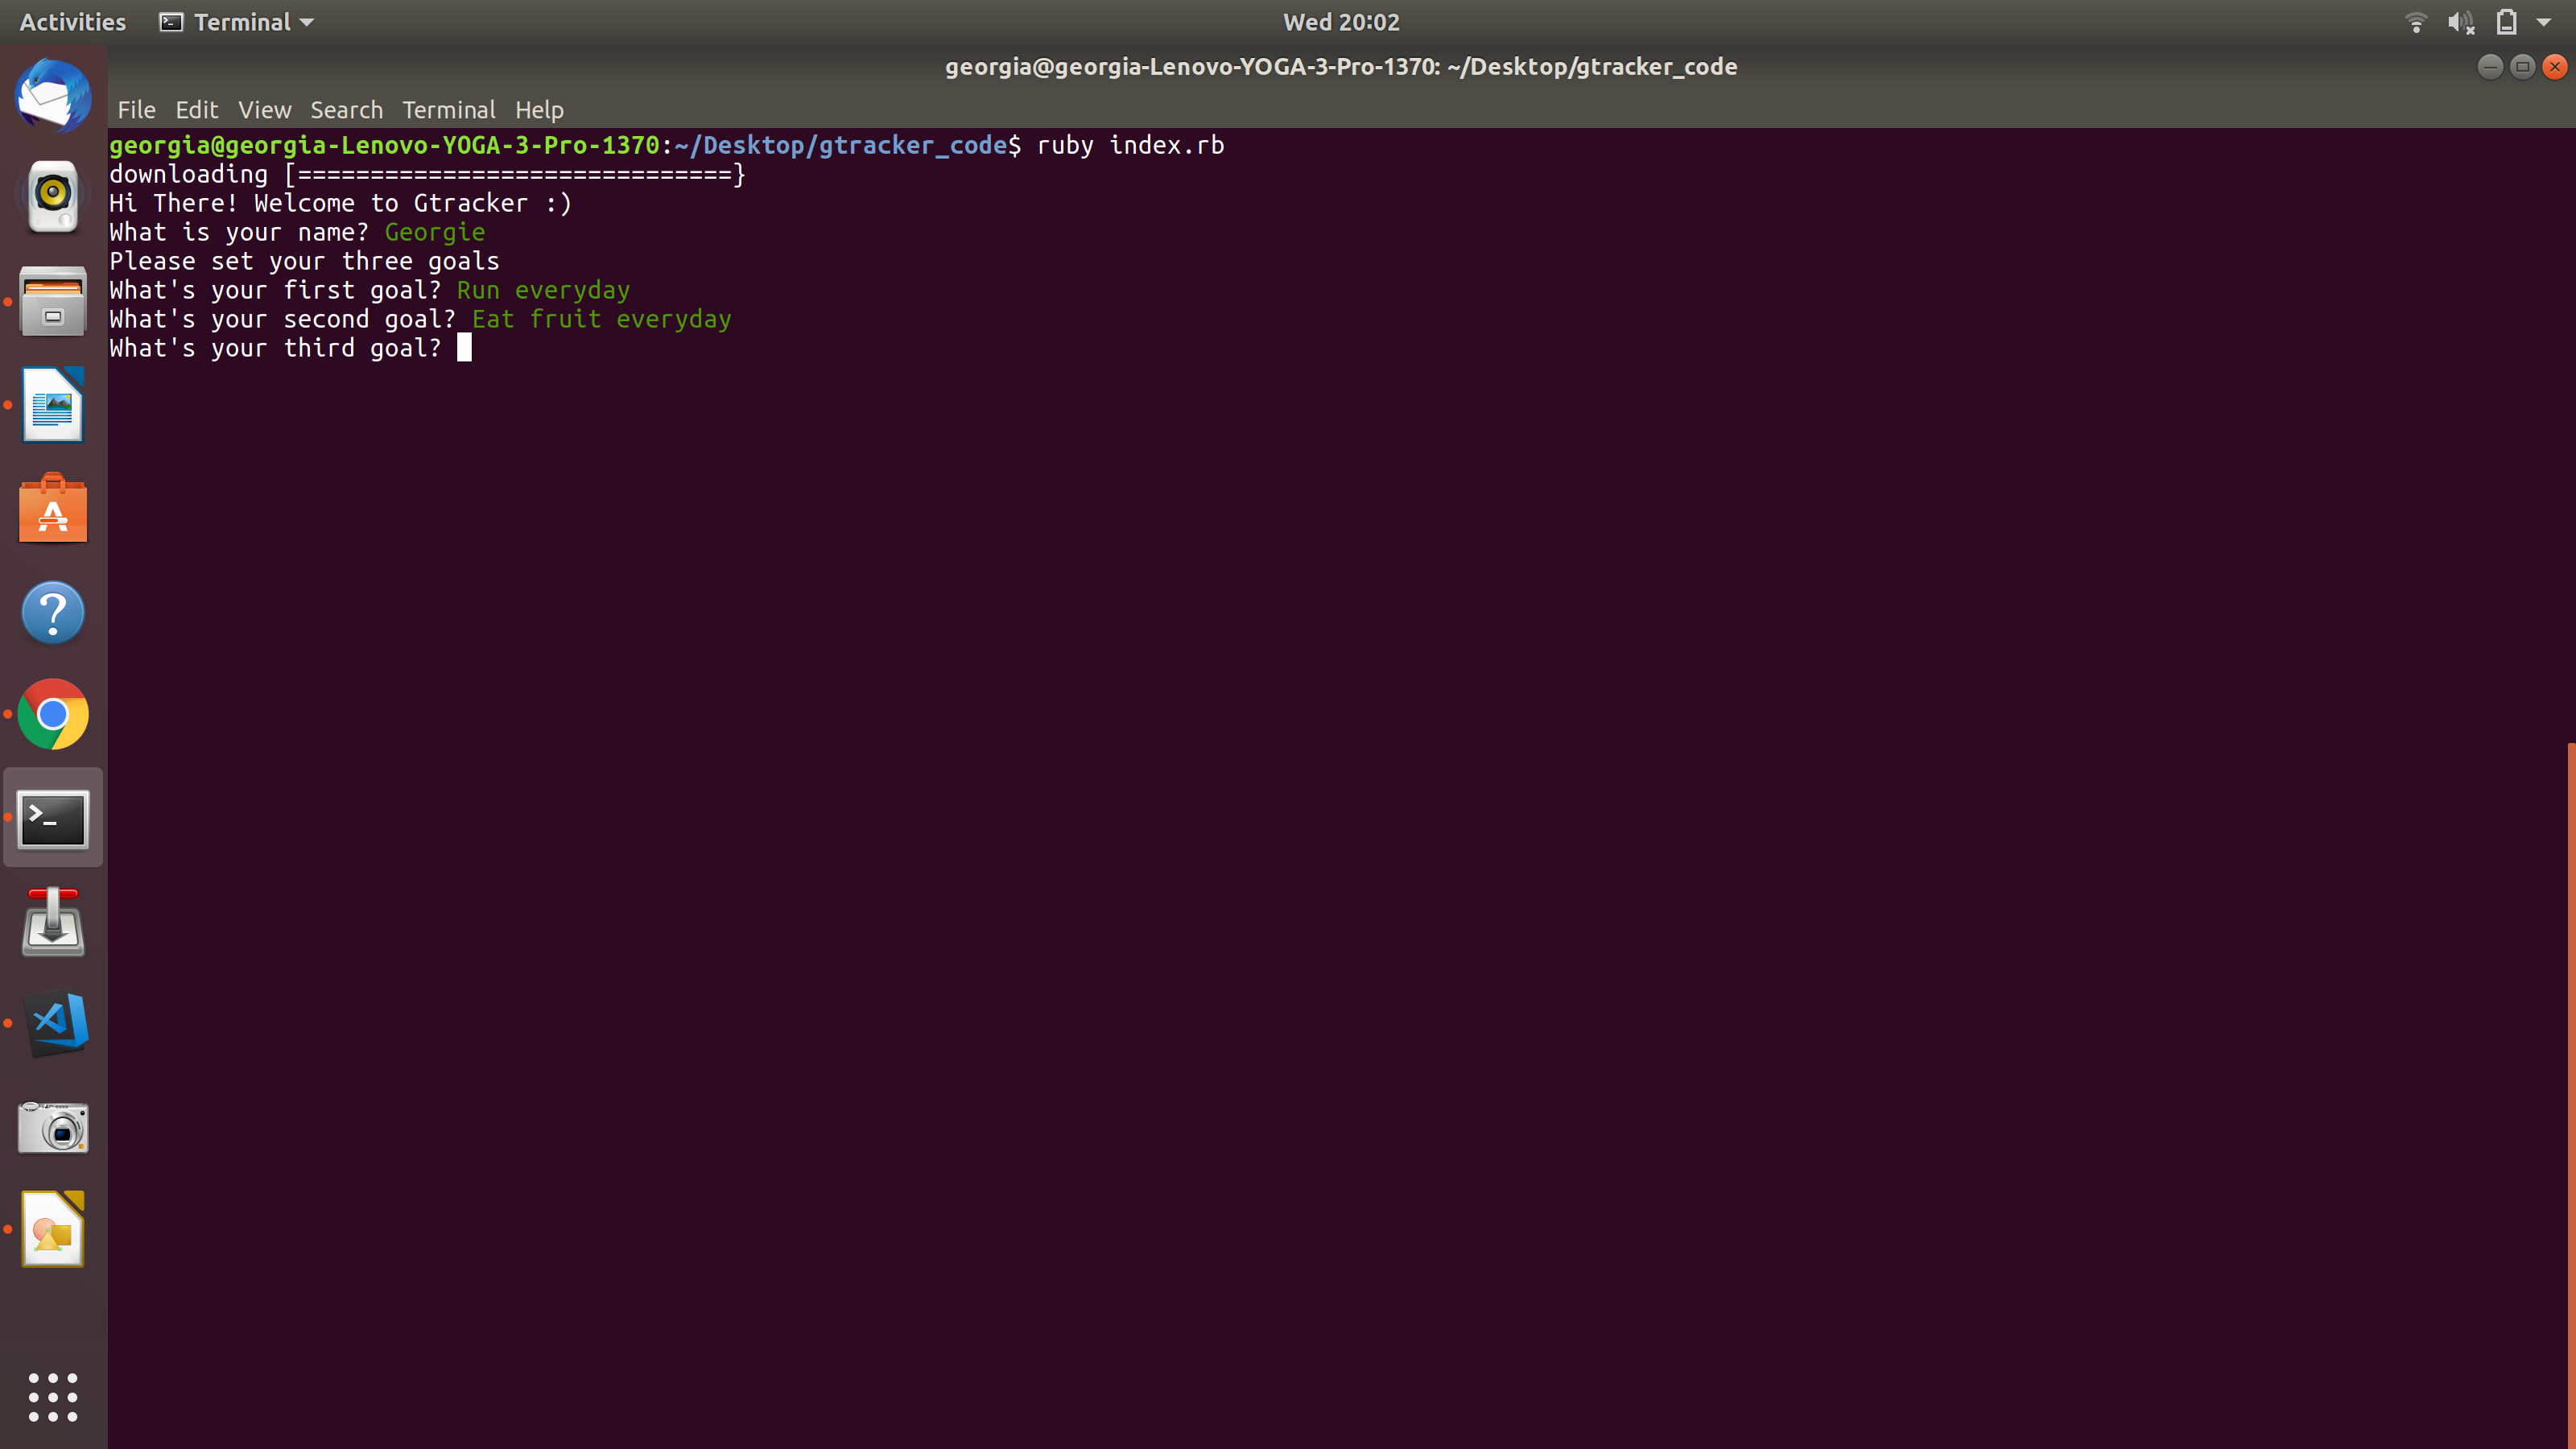 Activities Terminal Wed 20:02
georgia@georgia-Lenovo-YOGA-3-Pro-1370: ~/Desktop/gtracker_code
File Edit View Search Terminal Help
georgia@georgia-Lenovo-YOGA-3-Pro-1370:~/Desktop/gtracker_code$ ruby index.rb
downloading [==============================}
Hi There! Welcome to Gtracker :)
What is your name? Georgie
Please set your three goals
What's your first goal? Run everyday
What's your second goal? Eat fruit everyday
What's your third goal?